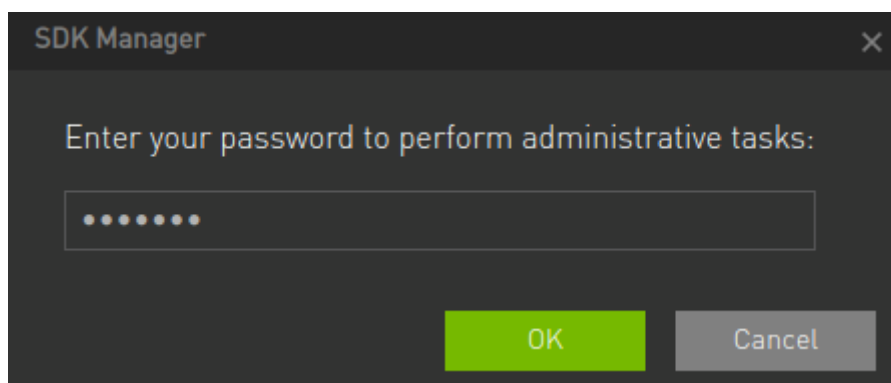 SDK Manager
Enter your password to perform administrative tasks:
•••••••
OK
Cancel